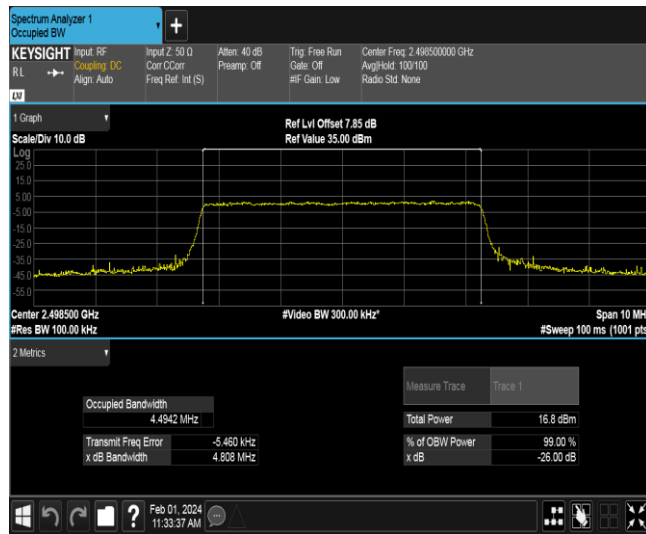 Spectrum Analyzer 1
Occupied BW
+
KEYSIGHT Input: RF Input Z: 50 Ω Atten: 40 dB Trig: Free Run Center Freq: 2.498500000 GHz
RL Coupling: DC Corr CCorr Preamp: Off Gate: Off Avg|Hold: 100/100
Align: Auto Freq Ref: Int (S) #IF Gain: Low Radio Std: None
LXI
1 Graph
Ref Lvl Offset 7.85 dB
Scale/Div 10.0 dB Ref Value 35.00 dBm
Log
25.0
15.0
5.00
-5.00
-15.0
-25.0
-35.0
-45.0
-55.0
Center 2.498500 GHz #Video BW 300.00 kHz* Span 10 MH
#Res BW 100.00 kHz #Sweep 100 ms (1001 pts
2 Metrics
Measure Trace Trace 1
Occupied Bandwidth
4.4942 MHz
Total Power 16.8 dBm
Transmit Freq Error -5.460 kHz % of OBW Power 99.00 %
x dB Bandwidth 4.808 MHz x dB -26.00 dB
? Feb 01, 2024
11:33:37 AM